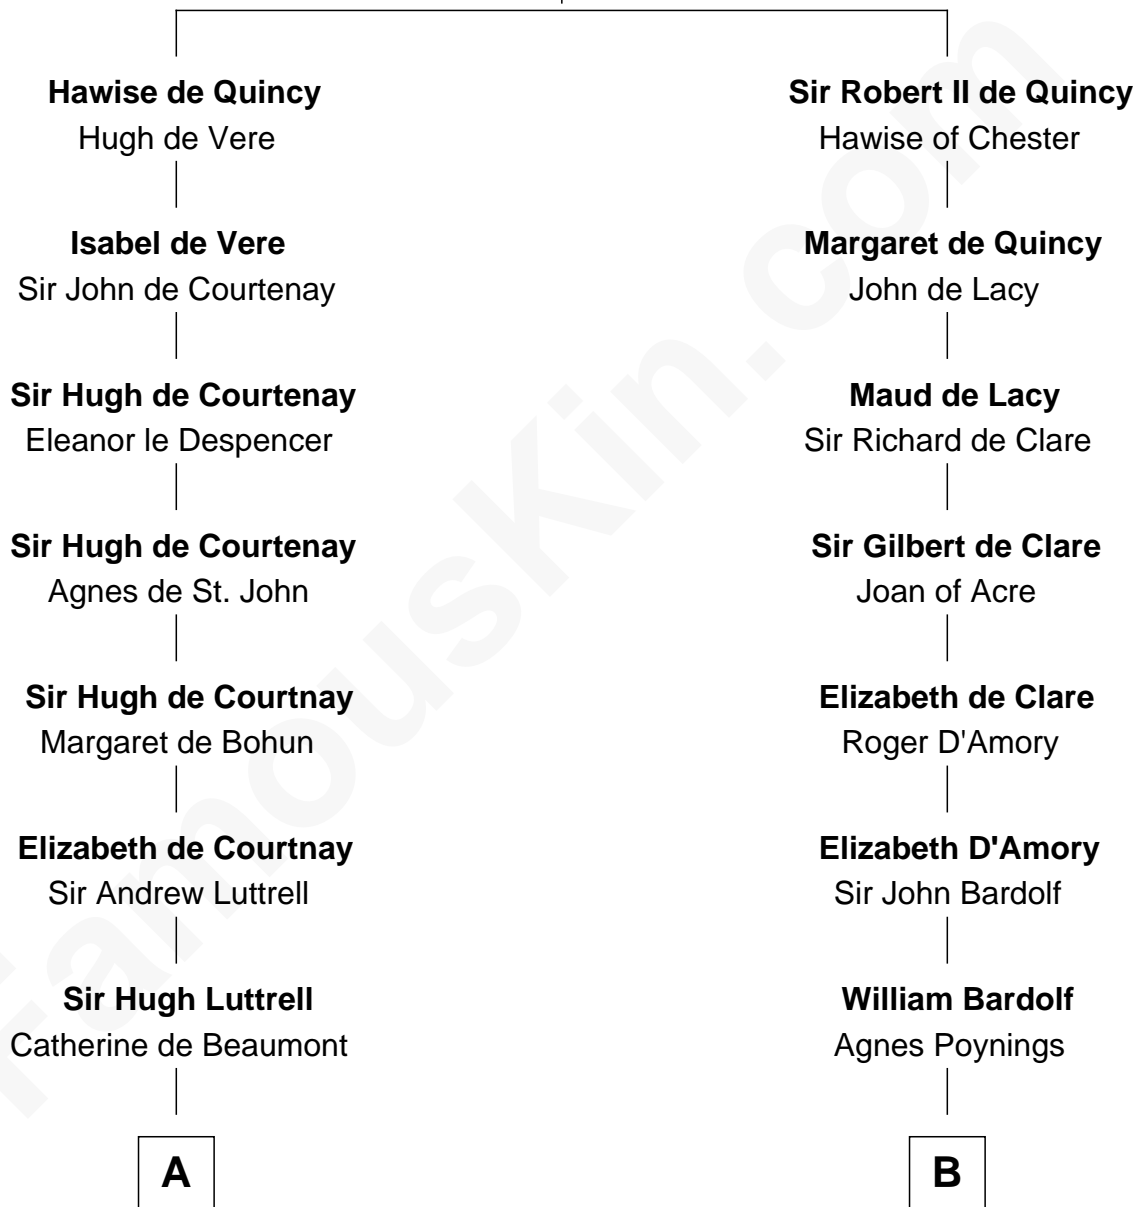 Hawise de Quincy
Hugh de Vere
Isabel de Vere
Sir John de Courtenay
Sir Hugh de Courtenay
Eleanor le Despencer
Sir Hugh de Courtenay
Agnes de St. John
Sir Hugh de Courtnay
Margaret de Bohun
Elizabeth de Courtnay
Sir Andrew Luttrell
Sir Hugh Luttrell
Catherine de Beaumont
A
Sir Robert II de Quincy
Hawise of Chester
Margaret de Quincy
John de Lacy
Maud de Lacy
Sir Richard de Clare
Sir Gilbert de Clare
Joan of Acre
Elizabeth de Clare
Roger D'Amory
Elizabeth D'Amory
Sir John Bardolf
William Bardolf
Agnes Poynings
B
FamousKin.com